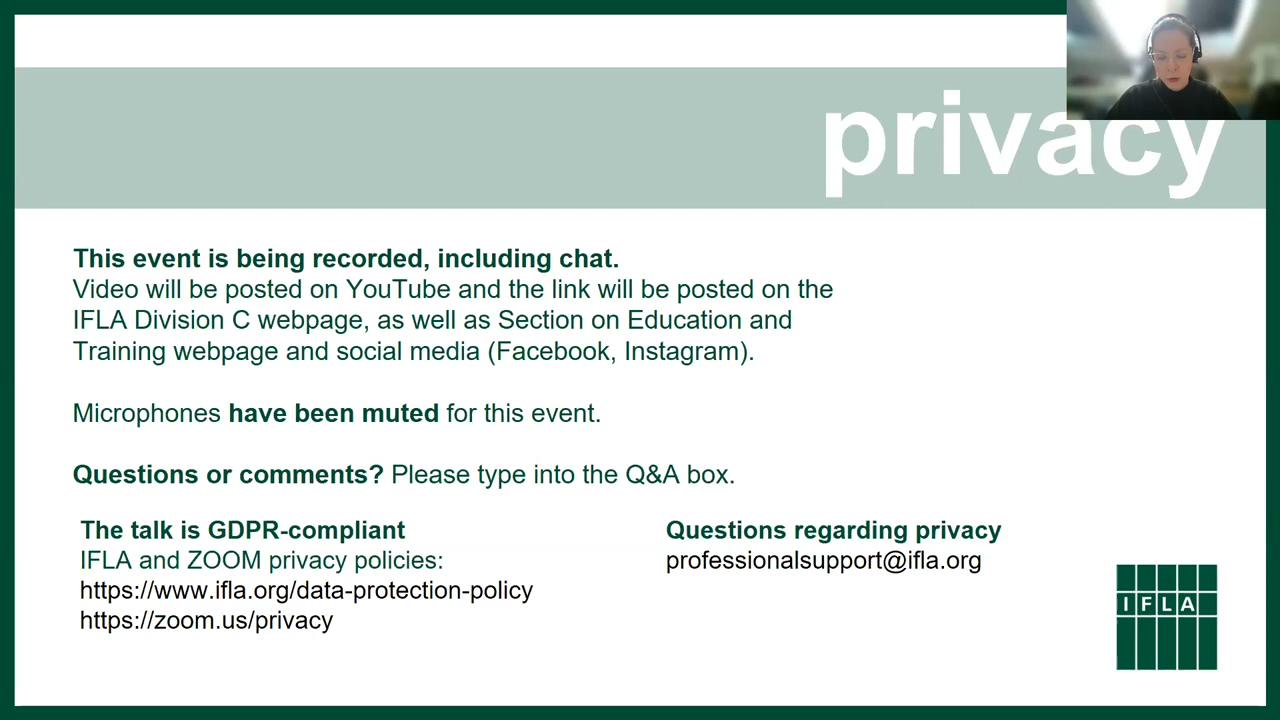 privacy
This event is being recorded, including chat.
Video will be posted on YouTube and the link will be posted on the
IFLA Division C webpage, as well as Section on Education and
Training webpage and social media (Facebook, Instagram).
Microphones have been muted for this event.
Questions or comments? Please type into the Q&A box.
The talk is GDPR-compliant
IFLA and ZOOM privacy policies:
https://www.ifla.org/data-protection-policy
https://zoom.us/privacy
Questions regarding privacy
professionalsupport@ifla.org
IFLA